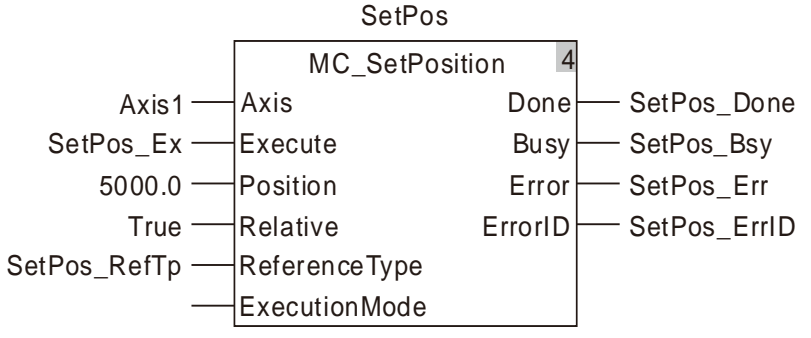 SetPos
MC_SetPosition 4
Axis1 Axis Done SetPos_Done
SetPos_Ex Execute Busy SetPos_Bsy
5000.0 Position Error SetPos_Err
True Relative ErrorID SetPos_ErrID
SetPos_RefTp ReferenceType
ExecutionMode